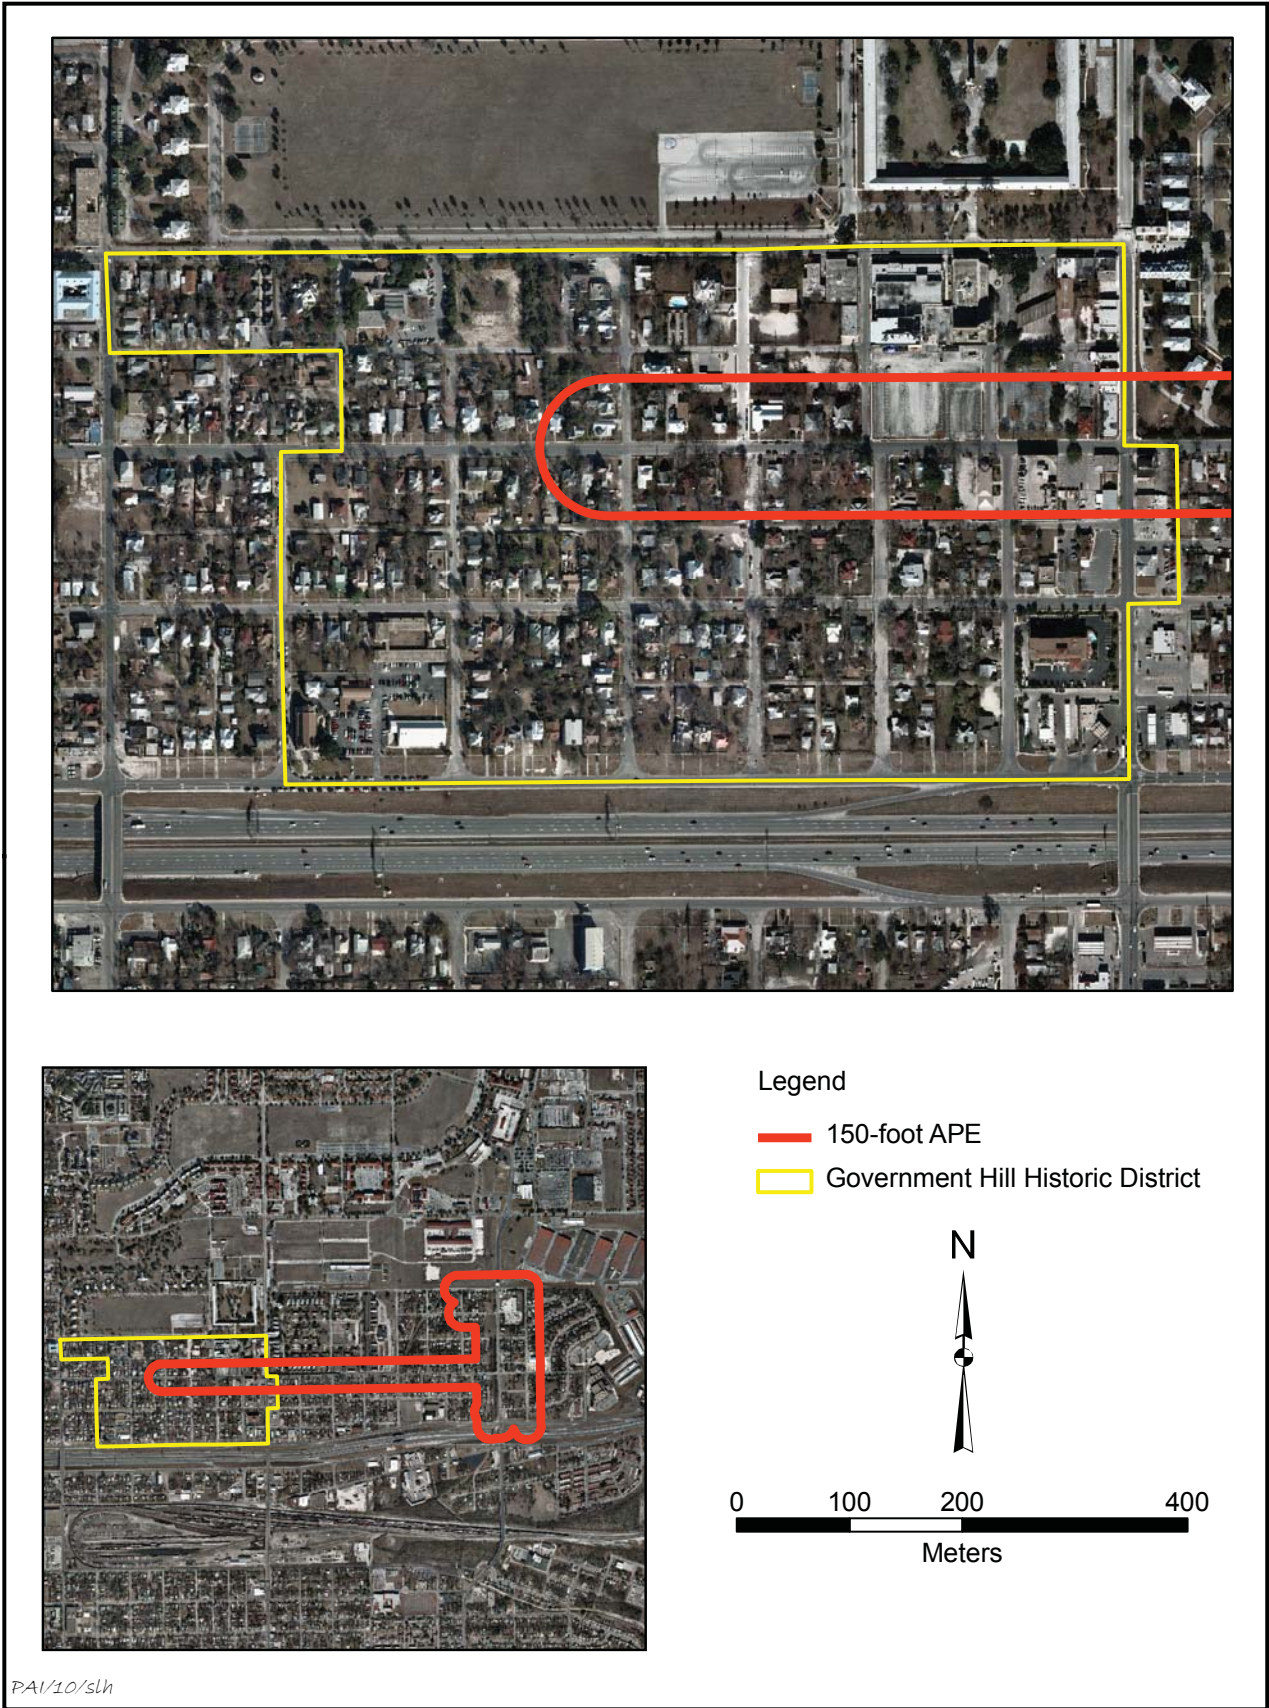 Legend
150-foot APE
Government Hill Historic District
N
0 100 200 400
Meters
PAI/10/slh